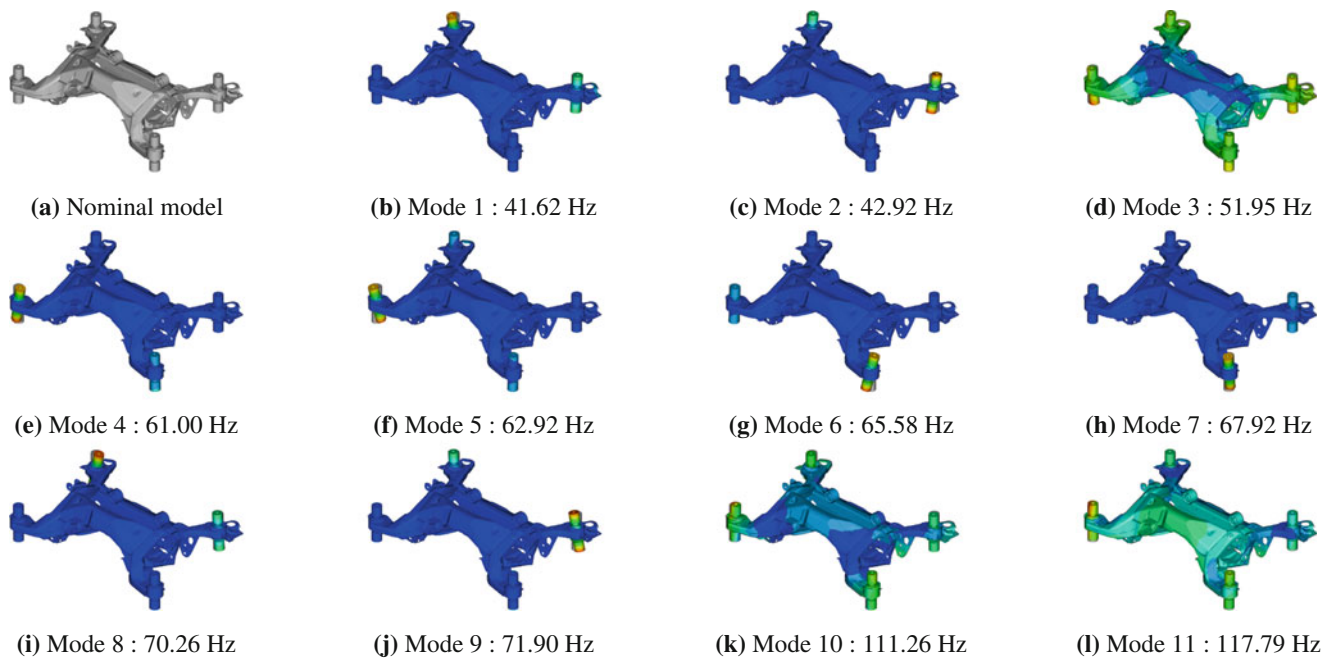 (a) Nominal model
(b) Mode 1 : 41.62 Hz
(c) Mode 2 : 42.92 Hz
(d) Mode 3 : 51.95 Hz
(e) Mode 4 : 61.00 Hz
(f) Mode 5 : 62.92 Hz
(g) Mode 6 : 65.58 Hz
(h) Mode 7 : 67.92 Hz
(i) Mode 8 : 70.26 Hz
(j) Mode 9 : 71.90 Hz
(k) Mode 10 : 111.26 Hz
(l) Mode 11 : 117.79 Hz